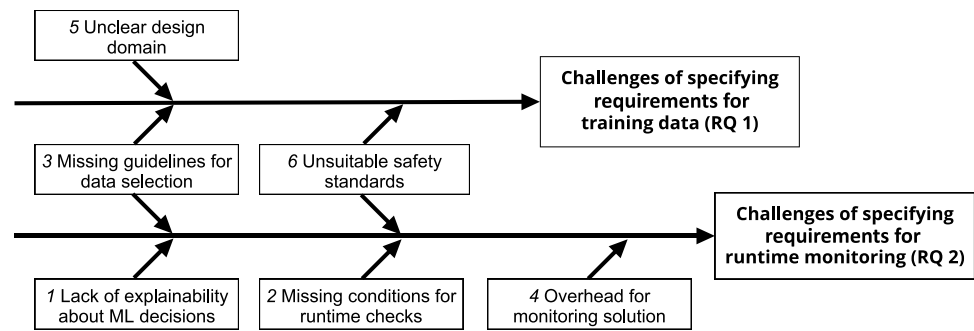 5 Unclear design
domain
Challenges of specifying
requirements for
training data (RQ 1)
3 Missing guidelines for
data selection
6 Unsuitable safety
standards
Challenges of specifying
requirements for
runtime monitoring (RQ 2)
1 Lack of explainability
about ML decisions
2 Missing conditions for
runtime checks
4 Overhead for
monitoring solution